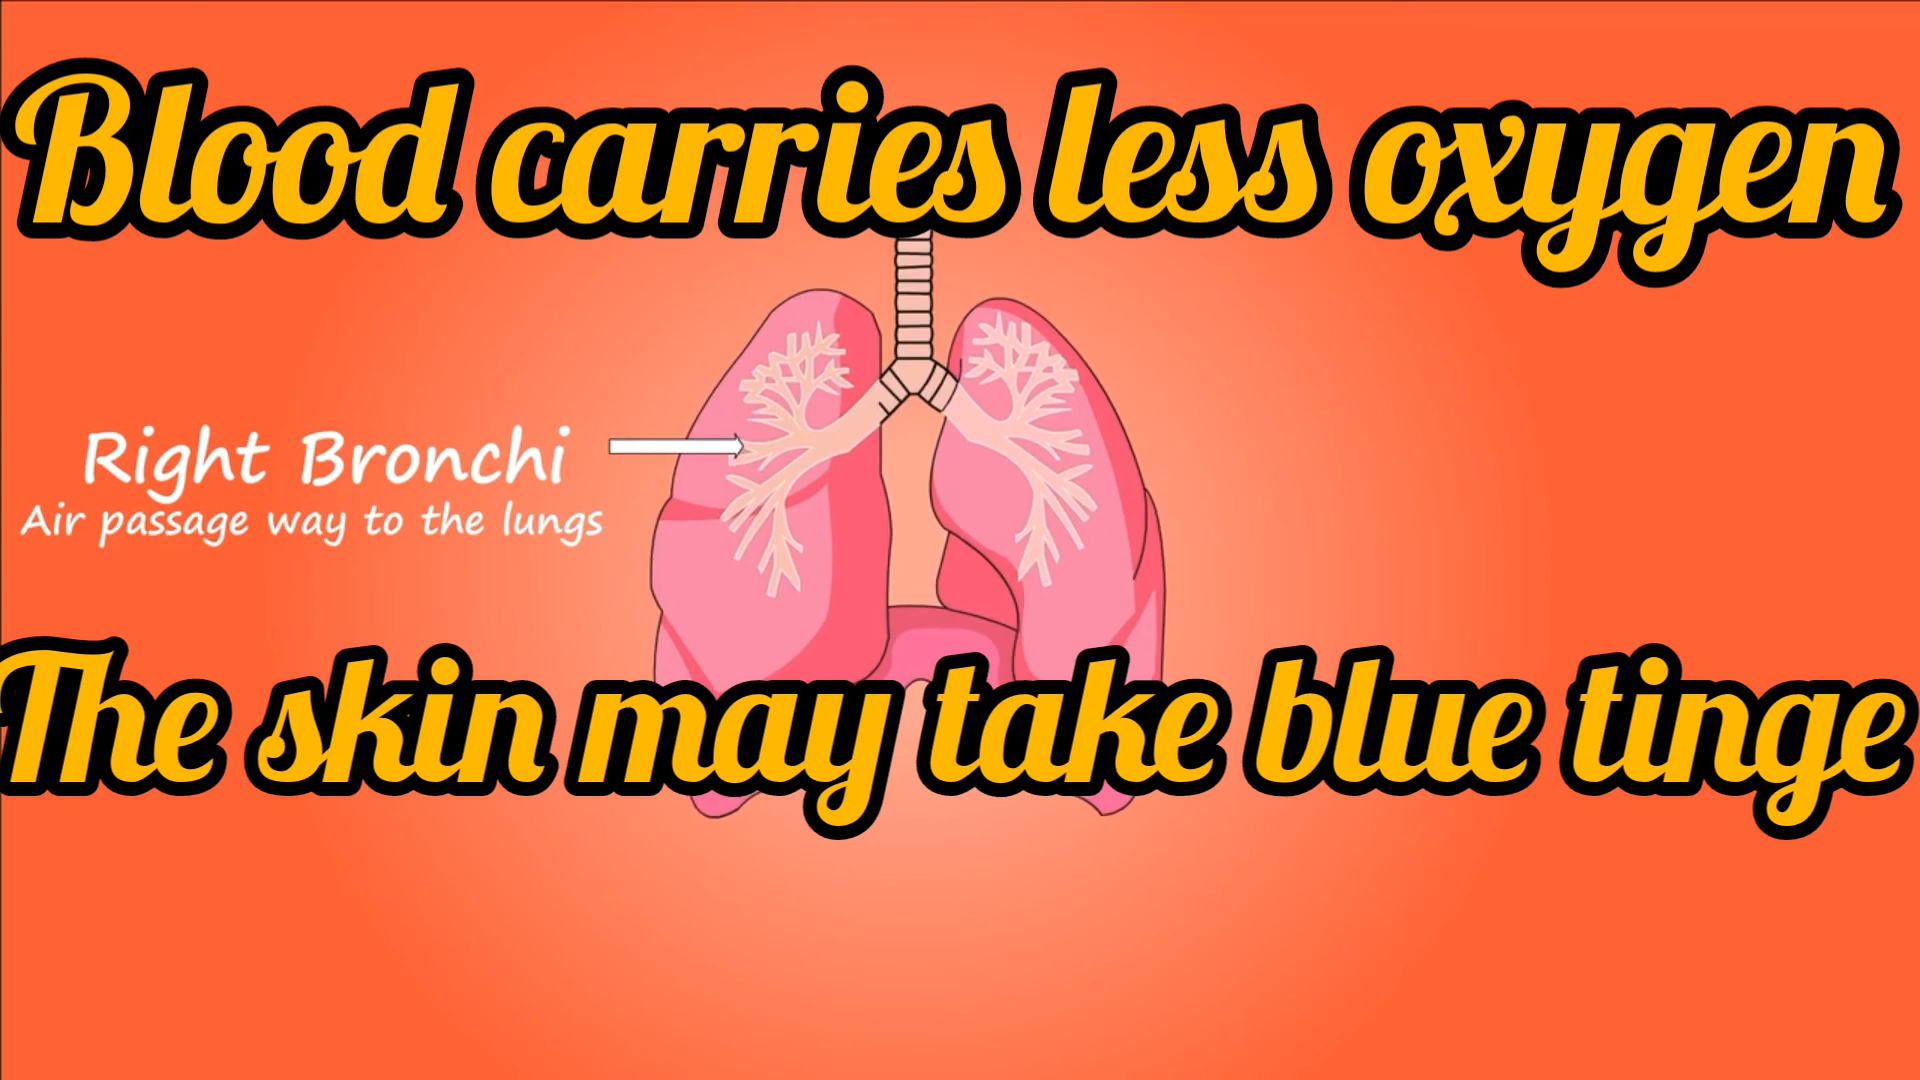 Blood carries less oxygen
Right Bronchi
Air passage way to the lungs
The skin may take blue tinge